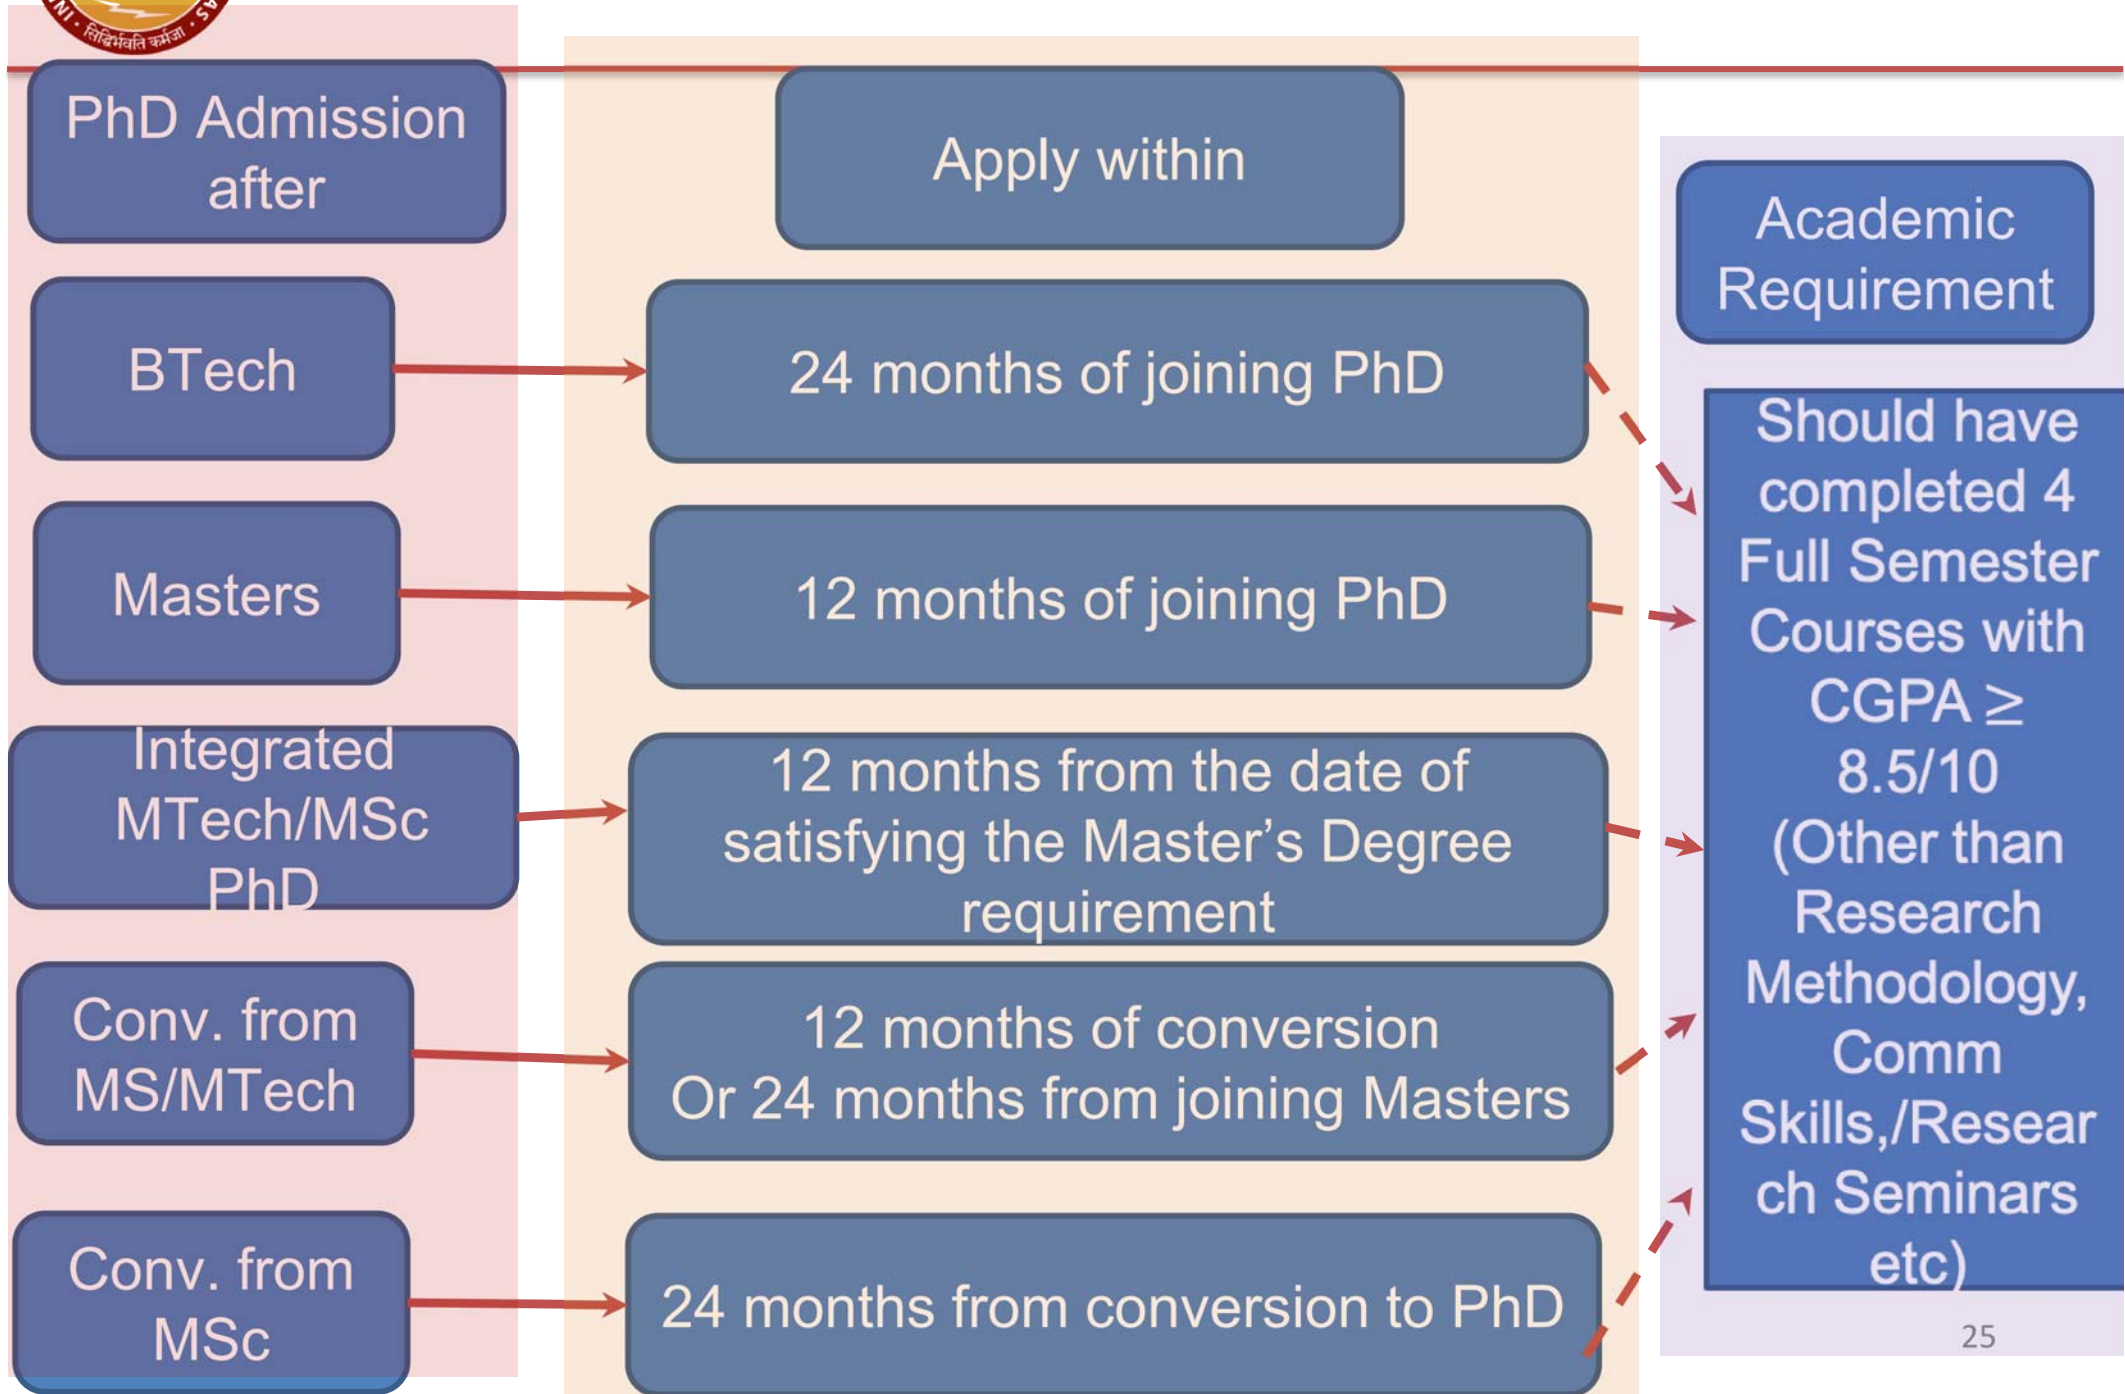 सिद्धिर्भवति कर्मजा
PhD Admission
after
Apply within
Academic
Requirement
BTech
24 months of joining PhD
Masters
12 months of joining PhD
Integrated
MTech/MSc
PhD
12 months from the date of
satisfying the Master’s Degree
requirement
Conv. from
MS/MTech
12 months of conversion
Or 24 months from joining Masters
Conv. from
MSc
24 months from conversion to PhD
Should have
completed 4
Full Semester
Courses with
CGPA ≥
8.5/10
(Other than
Research
Methodology,
Comm
Skills,/Resear
ch Seminars
etc)
25